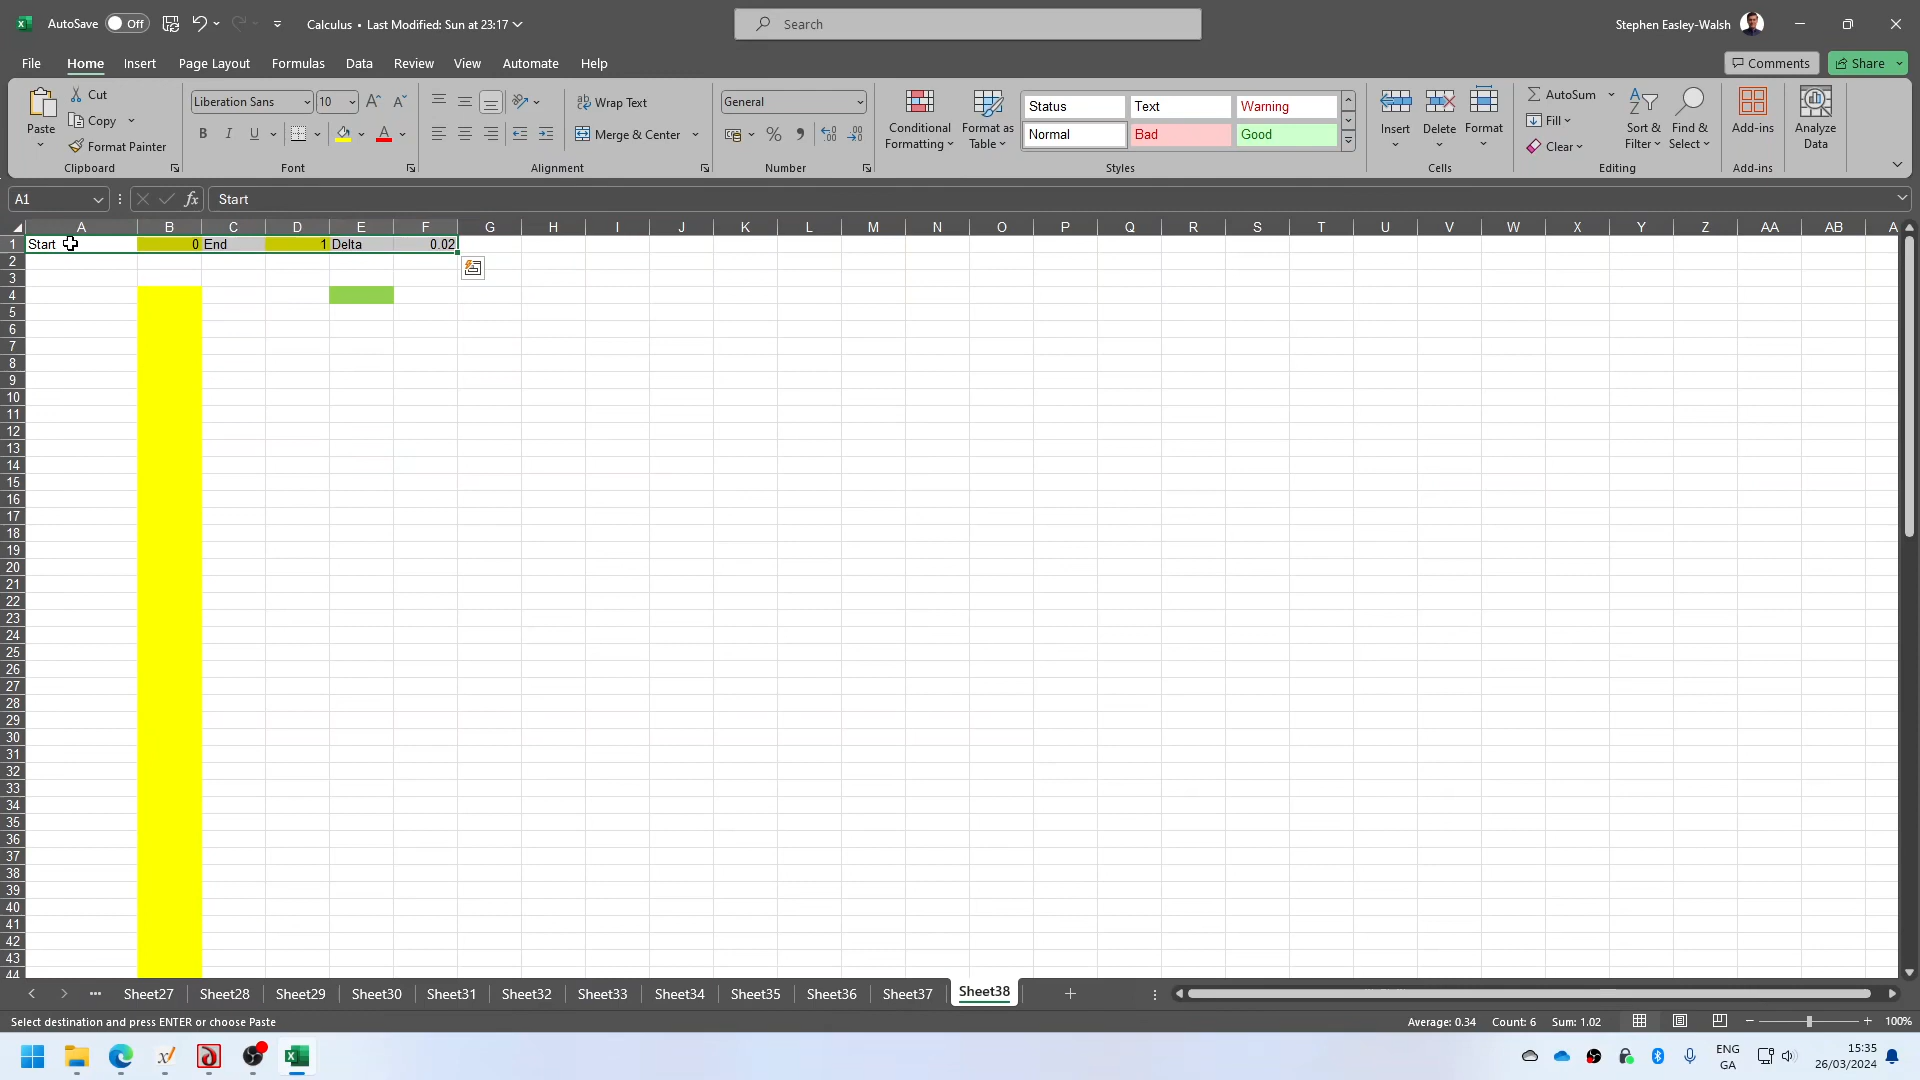 AutoSave Off Calculus • Last Modified: Sun at 23:17 Search Stephen Easley-Walsh
File Home Insert Page Layout Formulas Data Review View Automate Help Comments Share
Paste Cut Copy Format Painter Clipboard
Liberation Sans 10 B I U A Font
Wrap Text Merge & Center Alignment
General % Number
Conditional Formatting Format as Table Status Text Warning Normal Bad Good Styles
Insert Delete Format Cells
AutoSum Fill Clear Sort & Filter Find & Select Editing
Add-ins Add-ins
Analyze Data
A1 fx Start
A B C D E F G H I J K L M N O P Q R S T U V W X Y Z AA AB A
1 Start 0 End 1 Delta 0.02
2
3
4
5
6
7
8
9
10
11
12
13
14
15
16
17
18
19
20
21
22
23
24
25
26
27
28
29
30
31
32
33
34
35
36
37
38
39
40
41
42
43
44
Sheet27 Sheet28 Sheet29 Sheet30 Sheet31 Sheet32 Sheet33 Sheet34 Sheet35 Sheet36 Sheet37 Sheet38
Select destination and press ENTER or choose Paste Average: 0.34 Count: 6 Sum: 1.02 100%
ENG 15:35
GA 26/03/2024